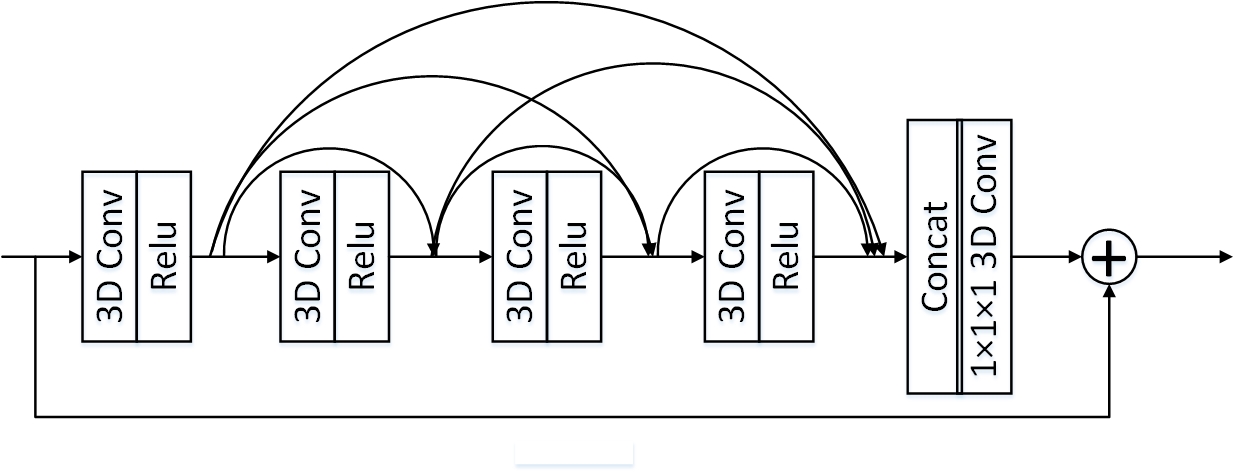 3D Conv
Relu
3D Conv
Relu
3D Conv
Relu
3D Conv
Relu
Concat
1×1×1 3D Conv
+